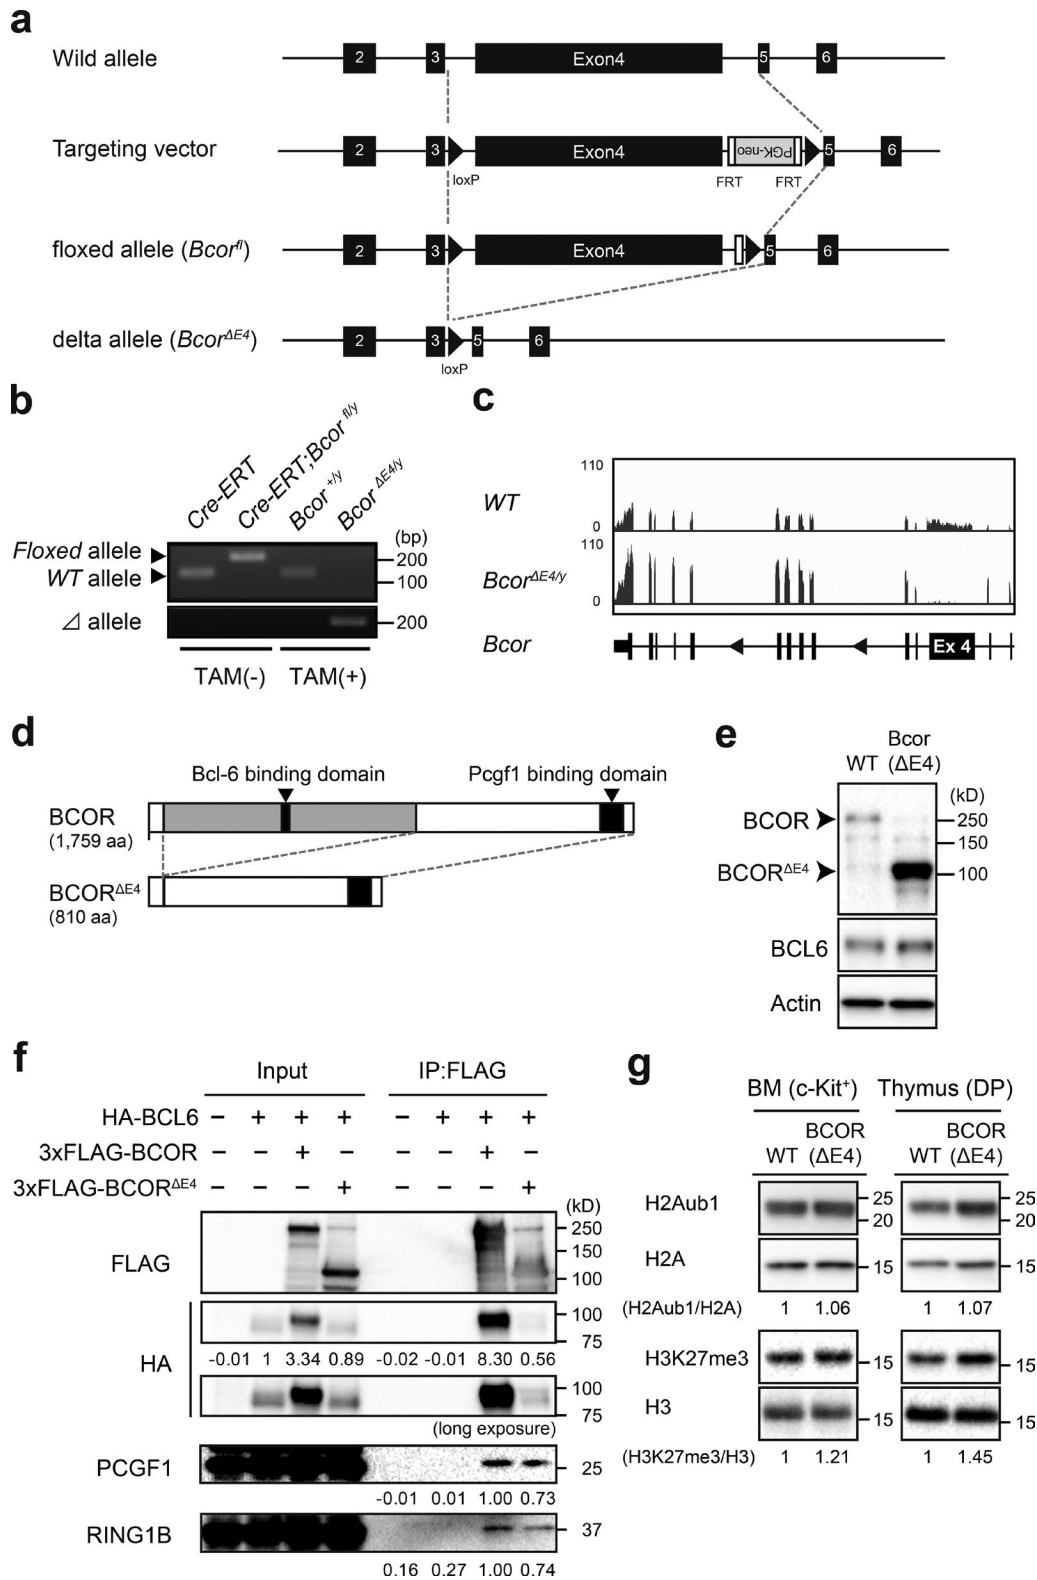 a
Wild allele
2 3 Exon4 5 6
Targeting vector
2 3 Exon4 PGK-neo 5 6
loxP FRT FRT
floxed allele (Bcor^fl)
2 3 Exon4 5 6
delta allele (Bcor^ΔE4)
2 3 5 6
loxP
b
Cre-ERT
Cre-ERT;Bcor^fl/y
Bcor^+/y
Bcor^ΔE4/y
(bp)
Floxed allele
200
WT allele
100
⊿ allele
200
TAM(-) TAM(+)
c
110
WT
0
110
Bcor^ΔE4/y
0
Bcor
Ex 4
d
Bcl-6 binding domain Pcgf1 binding domain
BCOR
(1,759 aa)
BCOR^ΔE4
(810 aa)
e
Bcor
WT (ΔE4)
(kD)
BCOR 250
150
BCOR^ΔE4 100
BCL6
Actin
f
Input IP:FLAG
HA-BCL6 − + + + − + + +
3xFLAG-BCOR − − + − − − + −
3xFLAG-BCOR^ΔE4 − − − + − − − +
(kD)
250
150
FLAG
100
100
75
-0.01 1 3.34 0.89 -0.02 -0.01 8.30 0.56
HA
100
75
(long exposure)
PCGF1 25
-0.01 0.01 1.00 0.73
RING1B 37
0.16 0.27 1.00 0.74
g
BM (c-Kit⁺) Thymus (DP)
BCOR BCOR
WT (ΔE4) WT (ΔE4)
H2Aub1 25 25
20 20
H2A 15 15
(H2Aub1/H2A) 1 1.06 1 1.07
H3K27me3 15 15
H3 15 15
(H3K27me3/H3) 1 1.21 1 1.45